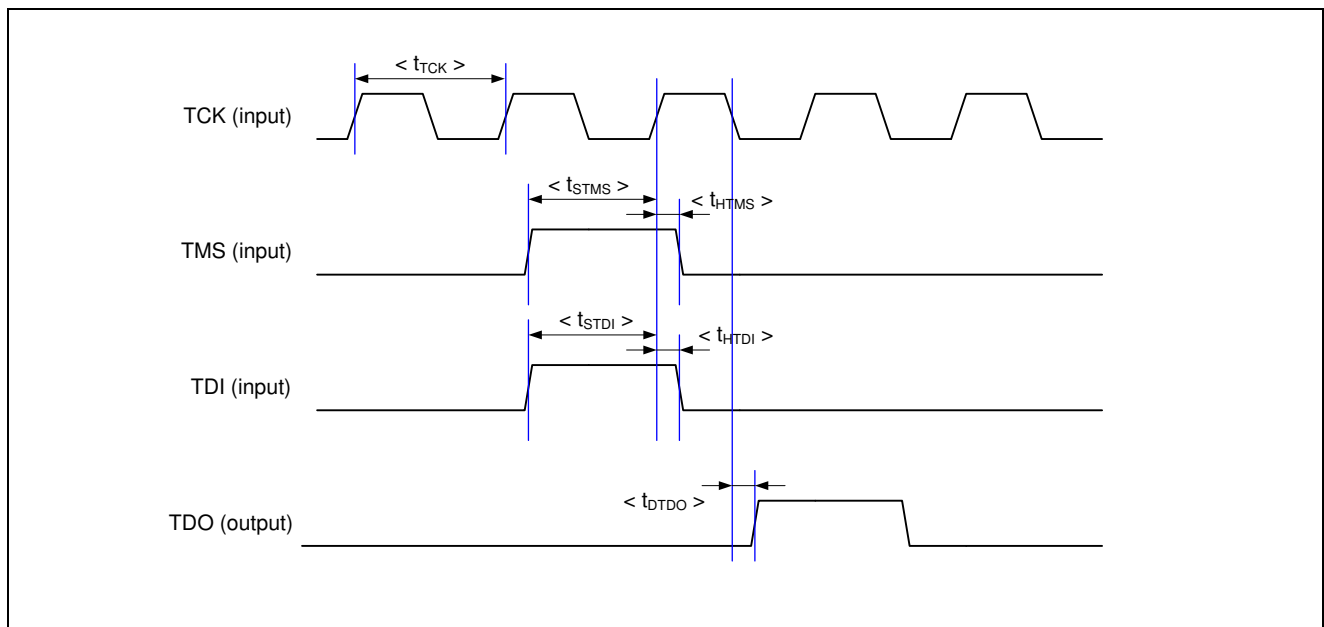 < tTCK >
TCK (input)
< tSTMS >
< tHTMS >
TMS (input)
< tSTDI >
< tHTDI >
TDI (input)
< tDTDO >
TDO (output)